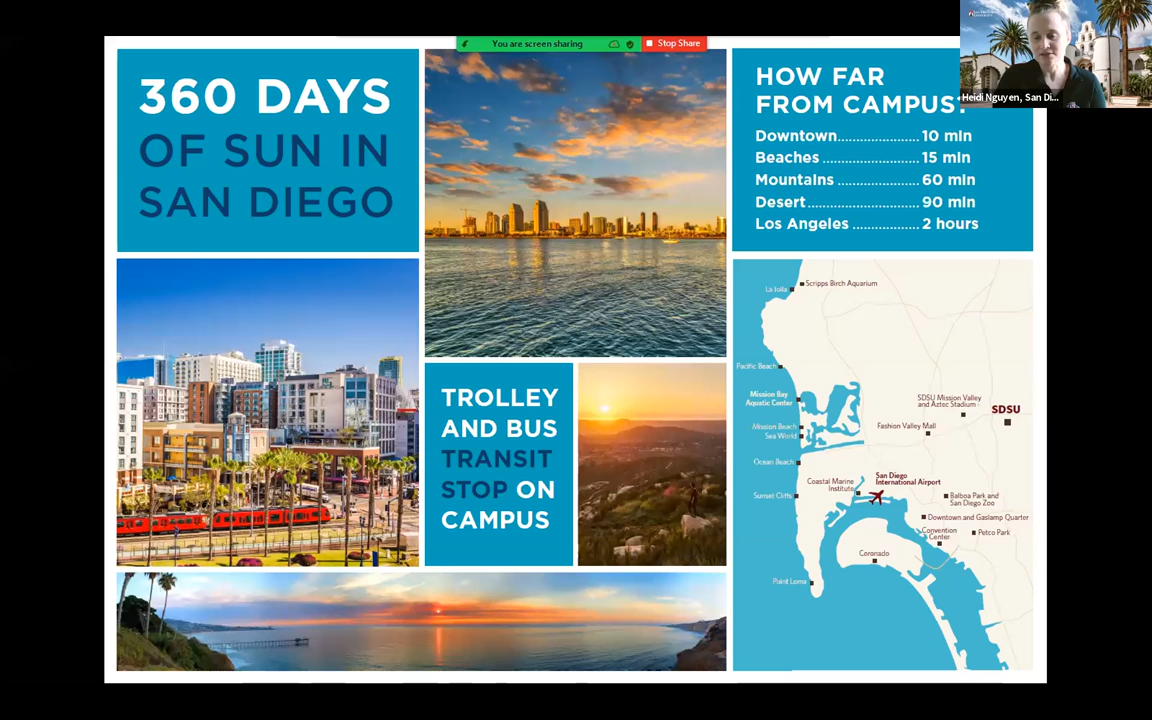 You are screen sharing
Stop Share
Heidi Nguyen, San Di...
360 DAYS
OF SUN IN
SAN DIEGO
HOW FAR
FROM CAMPUS?
Downtown..................... 10 min
Beaches ......................... 15 min
Mountains ..................... 60 min
Desert............................. 90 min
Los Angeles ................. 2 hours
TROLLEY
AND BUS
TRANSIT
STOP ON
CAMPUS
La Jolla
Scripps Birch Aquarium
Pacific Beach
Mission Bay
Aquatic Center
SDSU Mission Valley
and Aztec Stadium
SDSU
Mission Beach
Sea World
Fashion Valley Mall
Ocean Beach
San Diego
International Airport
Coastal Marine
Institute
Sunset Cliffs
Balboa Park and
San Diego Zoo
Downtown and Gaslamp Quarter
Convention
Center
Petco Park
Coronado
Point Loma